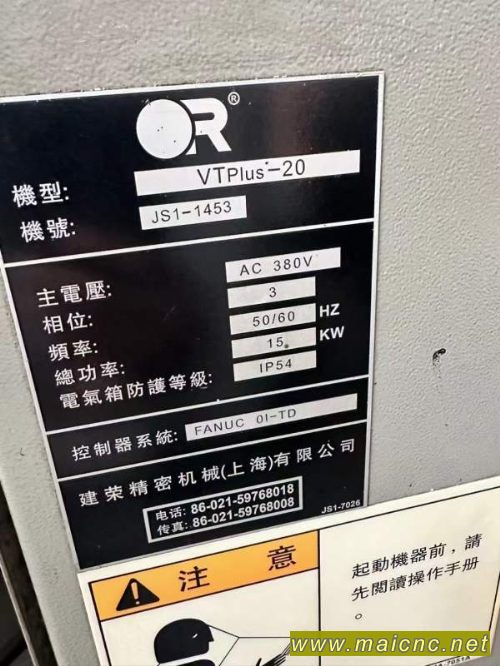 OR®
機型: VTPlus-20
機號: JS1-1453
主電壓: AC 380V
相位: 3
頻率: 50/60 HZ
總功率: 15 KW
電氣箱防護等級: IP54
控制器系統: FANUC 0I-TD
建荣精密机械(上海)有限公司
电话: 86-021-59768018
传真: 86-021-59768008
JS1-7026
注意
起動機器前，請
先閱讀操作手冊
。
www.maicnc.net